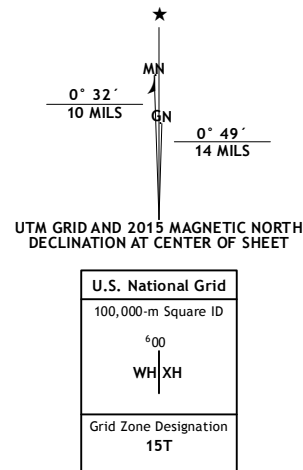 ★
MN
0° 32´
10 MILS
GN
0° 49´
14 MILS
UTM GRID AND 2015 MAGNETIC NORTH
DECLINATION AT CENTER OF SHEET
U.S. National Grid
100,000-m Square ID
⁶00
WH XH
Grid Zone Designation
15T